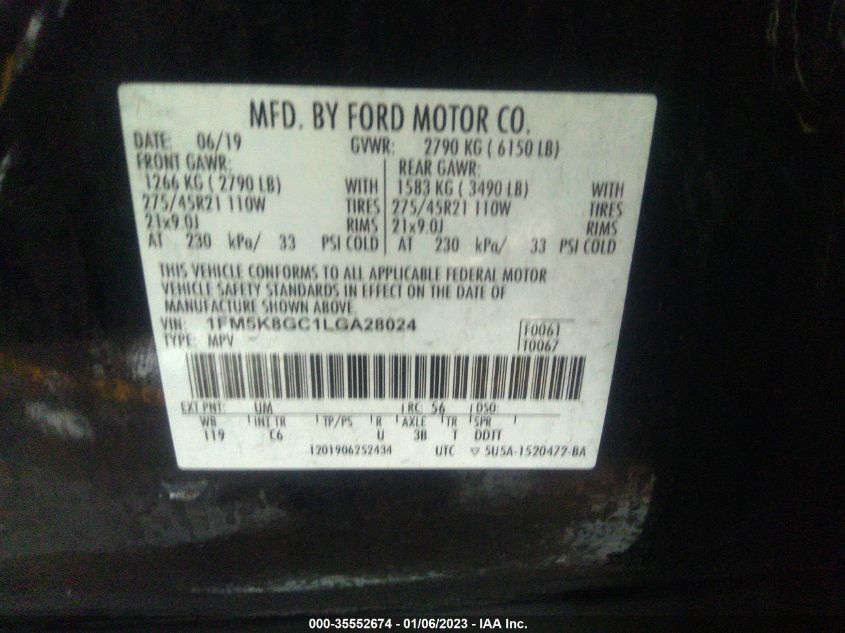 MFD. BY FORD MOTOR CO.
DATE: 06/19 GVWR: 2790 KG ( 6150 LB)
FRONT GAWR: REAR GAWR:
1266 KG ( 2790 LB) WITH 1583 KG ( 3490 LB) WITH
275/45R21 110W TIRES 275/45R21 110W TIRES
21x9.0J RIMS 21x9.0J RIMS
AT 230 kPa/ 33 PSI COLD AT 230 kPa/ 33 PSI COLD
THIS VEHICLE CONFORMS TO ALL APPLICABLE FEDERAL MOTOR
VEHICLE SAFETY STANDARDS IN EFFECT ON THE DATE OF
MANUFACTURE SHOWN ABOVE.
VIN: 1FM5K8GC1LGA28024 F0061
TYPE: MPV T0067
EXT PNT: UM RC: 56 DSO:
WB INT TR TP/PS R AXLE TR SPR
119 C6 U 3B T DDTT
1201906252434 UTC ▽ 5U5A-1520472-BA
000-35552674 - 01/06/2023 - IAA Inc.